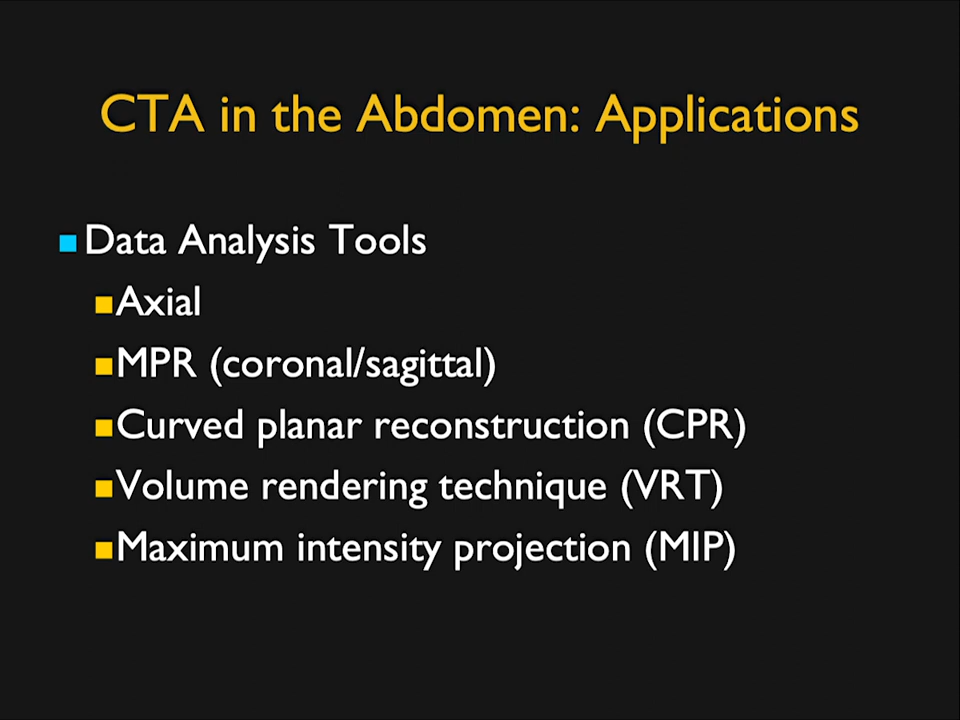 CTA in the Abdomen: Applications
Data Analysis Tools
Axial
MPR (coronal/sagittal)
Curved planar reconstruction (CPR)
Volume rendering technique (VRT)
Maximum intensity projection (MIP)